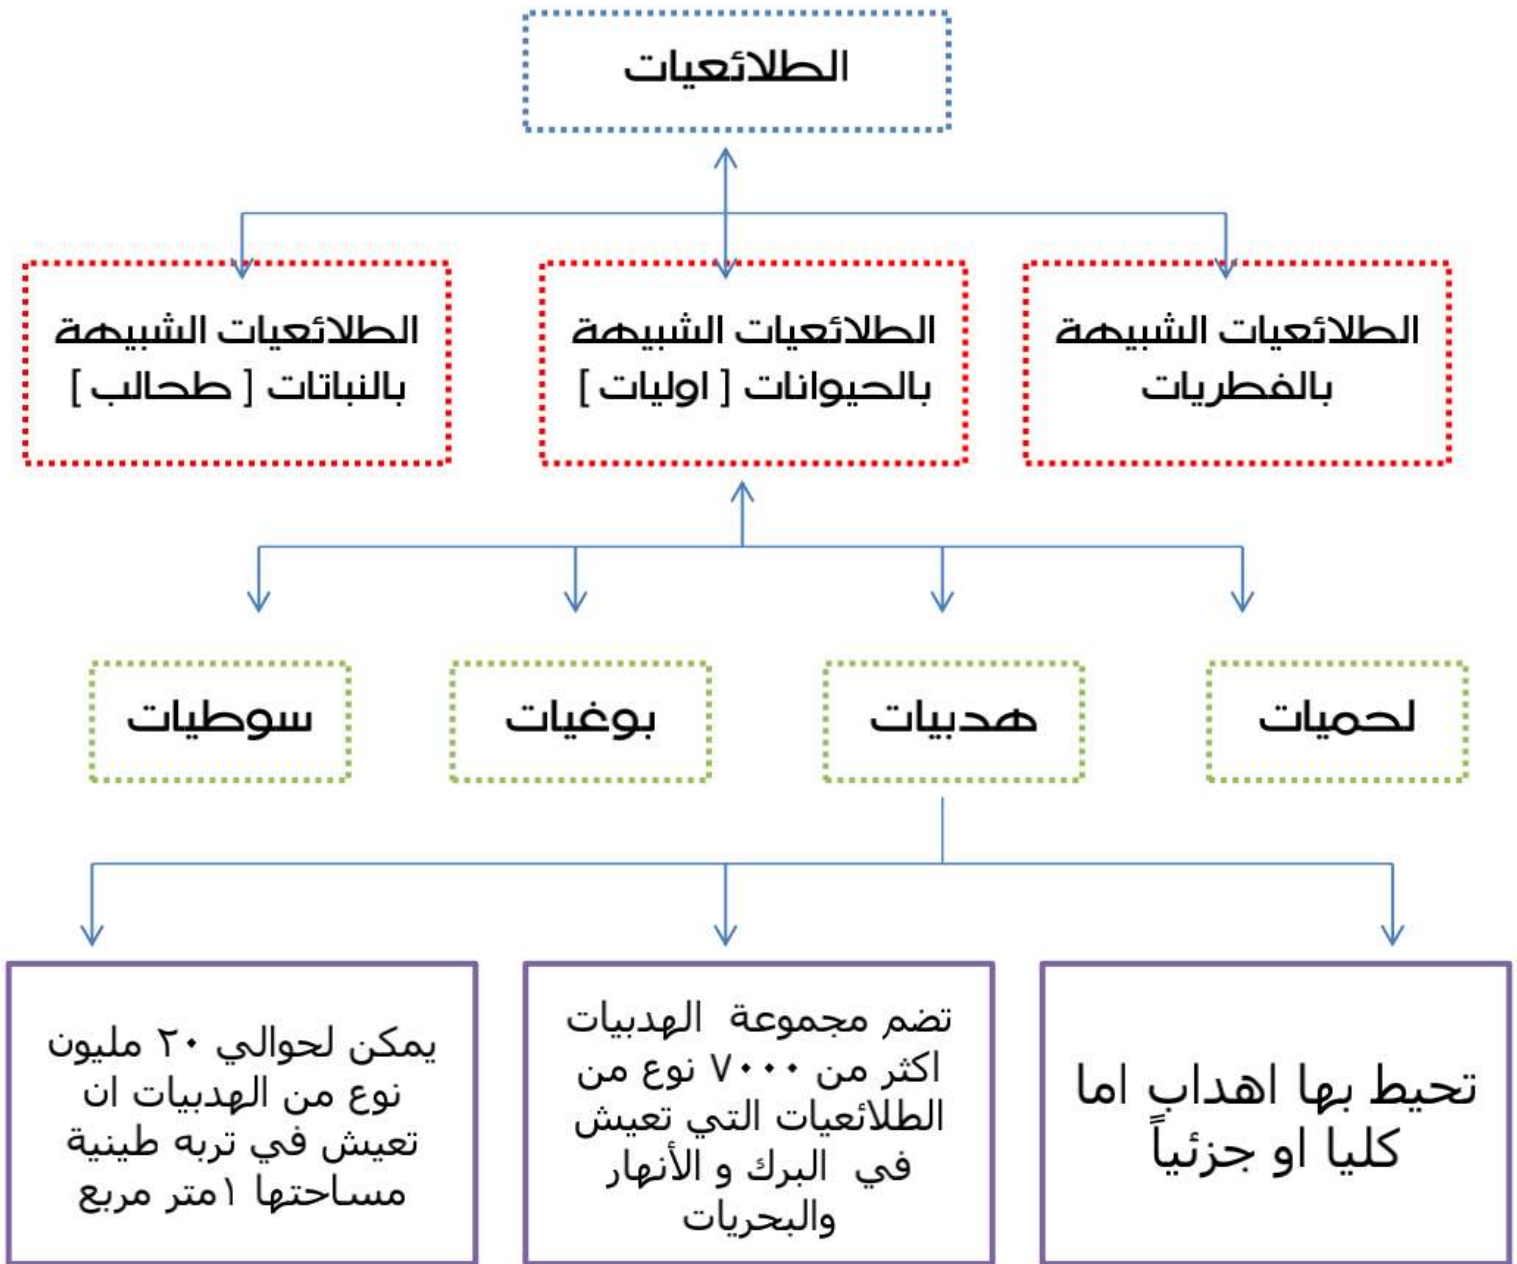 الطلائعيات
الطلائعيات الشبيهة
بالفطريات
الطلائعيات الشبيهة
بالحيوانات [ اوليات ]
الطلائعيات الشبيهة
بالنباتات [ طحالب ]
لحميات
هدبيات
بوغيات
سوطيات
تحيط بها اهداب اما
كليا او جزئياً
تضم مجموعة الهدبيات
اكثر من ٧٠٠٠ نوع من
الطلائعيات التي تعيش
في البرك و الأنهار
والبحريات
يمكن لحوالي ٢٠ مليون
نوع من الهدبيات ان
تعيش في تربه طينية
مساحتها ١متر مربع